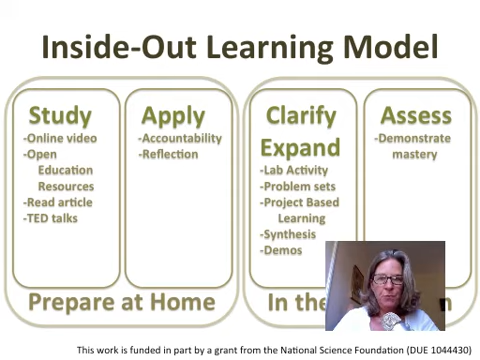 Inside-Out Learning Model
Study
-Online video
-Open
Education
Resources
-Read article
-TED talks
Apply
-Accountability
-Reflection
Prepare at Home
Clarify
Expand
-Lab Activity
-Problem sets
-Project Based
Learning
-Synthesis
-Demos
Assess
-Demonstrate
mastery
In the
This work is funded in part by a grant from the National Science Foundation (DUE 1044430)